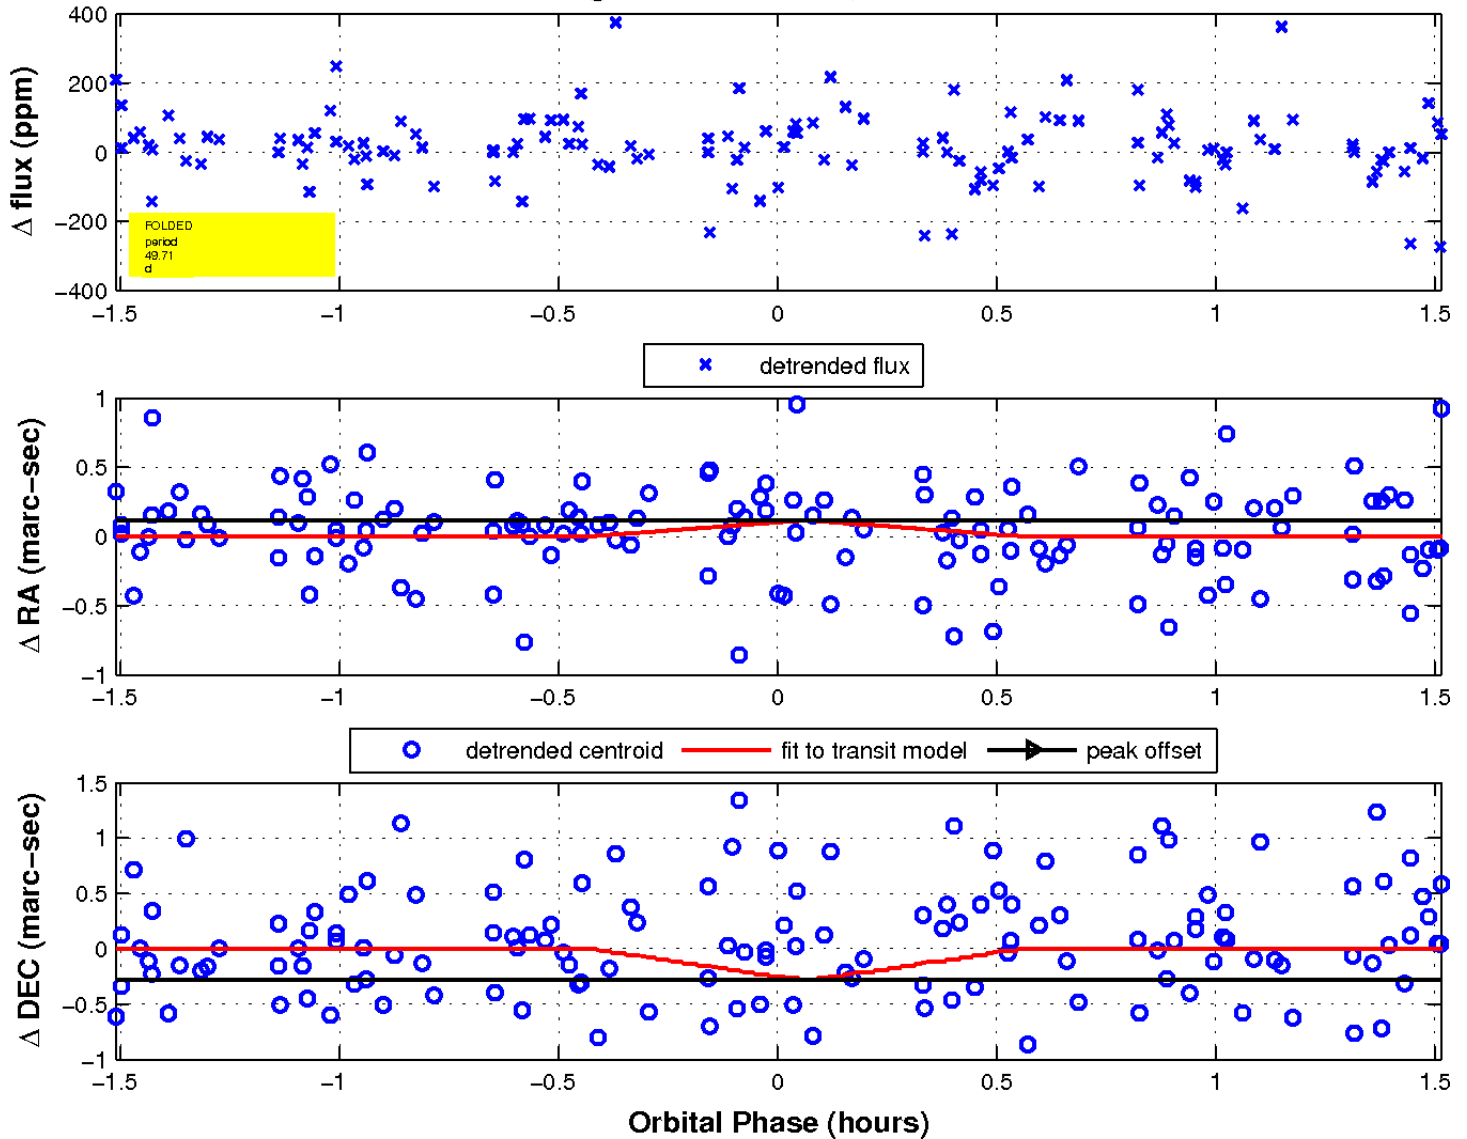 400
200
0
−200
−400
Δ flux (ppm)
FOLDED
period
49.71
d
−1.5 −1 −0.5 0 0.5 1 1.5
detrended flux
1
0.5
0
−0.5
−1
Δ RA (marc−sec)
−1.5 −1 −0.5 0 0.5 1 1.5
detrended centroid fit to transit model peak offset
1.5
1
0.5
0
−0.5
−1
Δ DEC (marc−sec)
−1.5 −1 −0.5 0 0.5 1 1.5
Orbital Phase (hours)